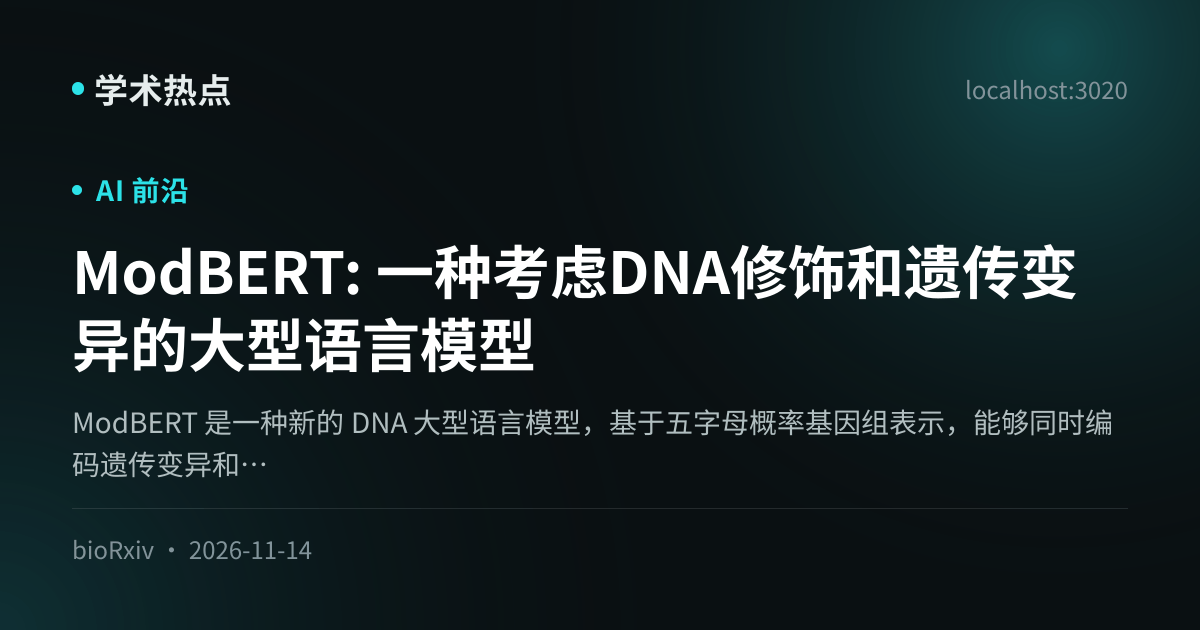 学术热点
localhost:3020
AI 前沿
ModBERT: 一种考虑DNA修饰和遗传变
异的大型语言模型
ModBERT 是一种新的 DNA 大型语言模型，基于五字母概率基因组表示，能够同时编
码遗传变异和…
bioRxiv • 2026-11-14